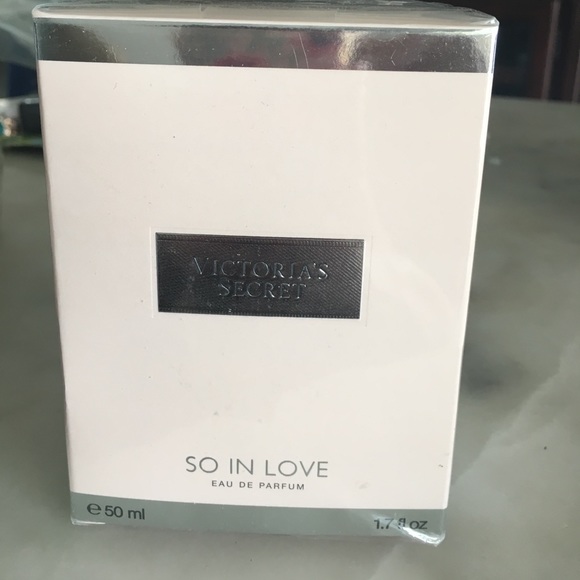 VICTORIA'S
SECRET
SO IN LOVE
EAU DE PARFUM
℮50 ml
1.7 fl oz